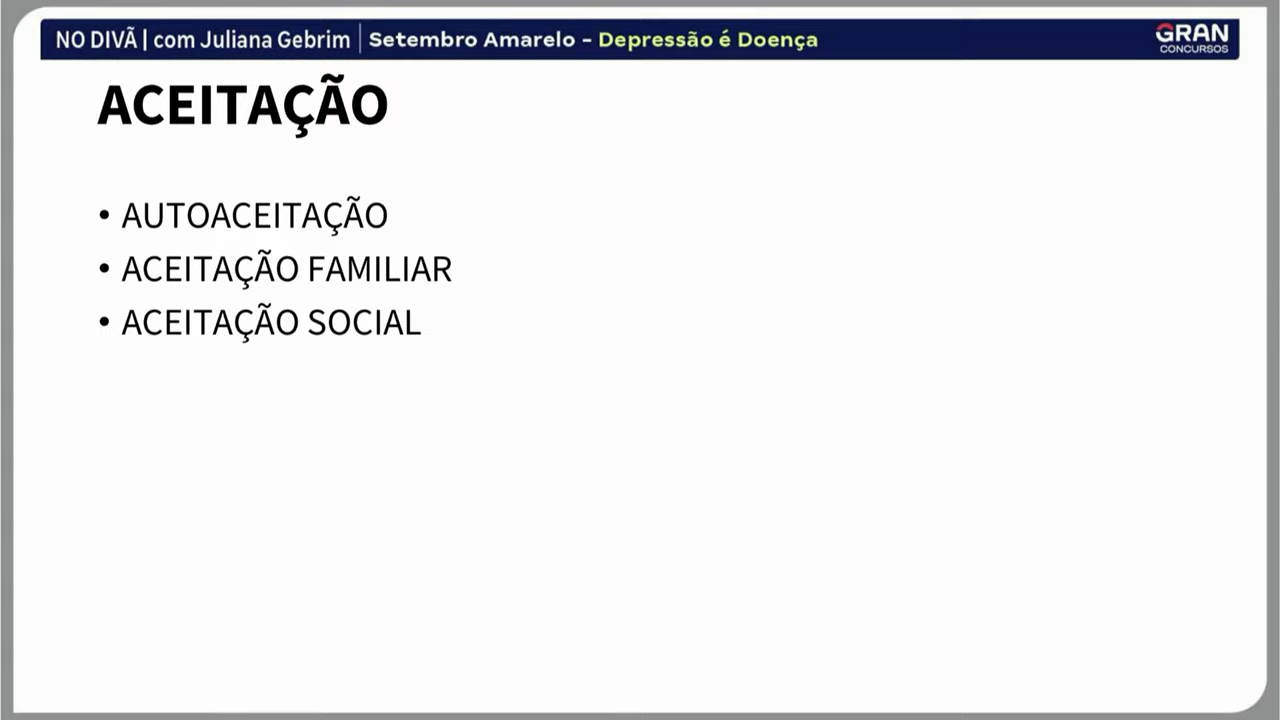 NO DIVÃ | com Juliana Gebrim | Setembro Amarelo - Depressão é Doença
GRAN
CONCURSOS
ACEITAÇÃO
• AUTOACEITAÇÃO
• ACEITAÇÃO FAMILIAR
• ACEITAÇÃO SOCIAL